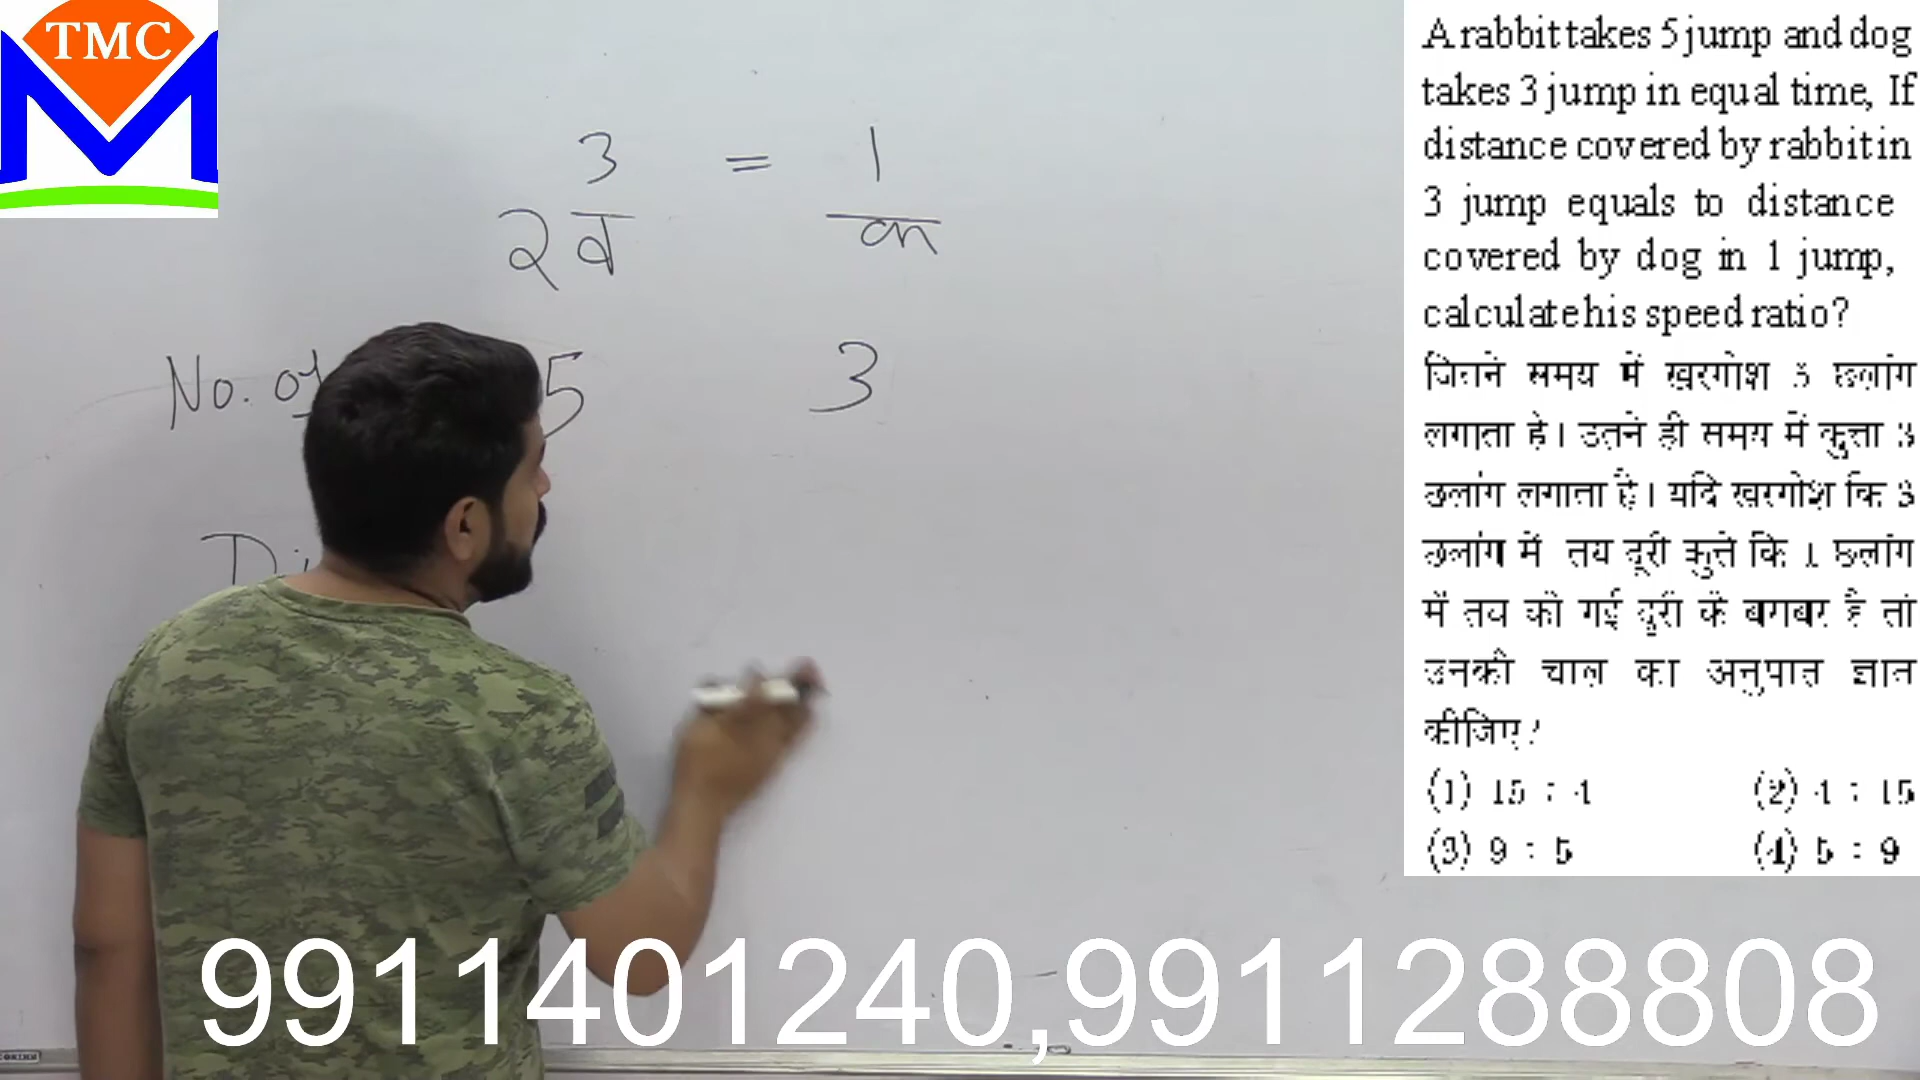 TMC
3 = 1
No. of 5 3
A rabbit takes 5 jump and dog
takes 3 jump in equal time, If
distance covered by rabbit in
3 jump equals to distance
covered by dog in 1 jump,
calculate his speed ratio?
जितने समय में खरगोश 5 छलांग
लगाता है। उतने ही समय में कुत्ता 3
छलांग लगाता है। यदि खरगोश कि 3
छलांग में तय दूरी कुत्ते कि 1 छलांग
में तय की गई दूरी के बराबर है तो
उनकी चाल का अनुपात ज्ञात
कीजिए?
(1) 15 : 4 (2) 4 : 15
(3) 9 : 5 (4) 5 : 9
9911401240,9911288808